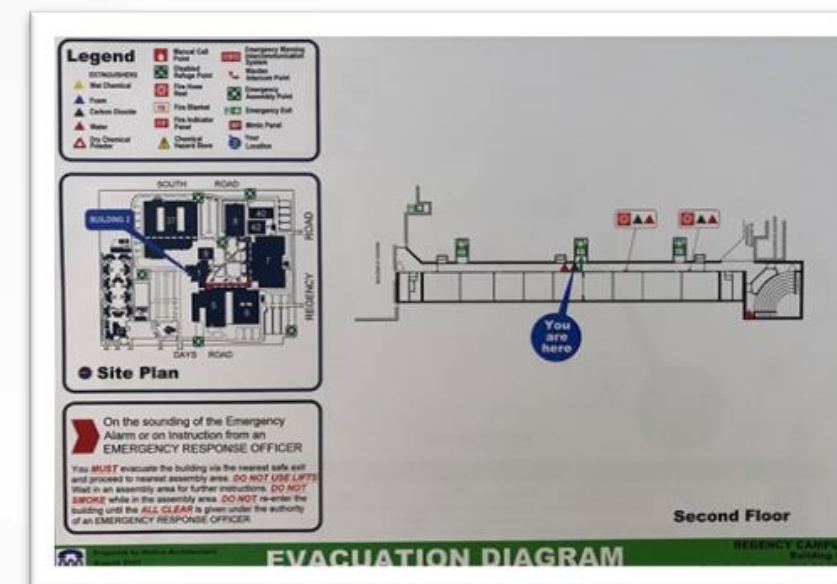 Legend
EXTINGUISHERS
Wet Chemical
Foam
Carbon Dioxide
Water
Dry Chemical
Powder
Manual Call
Point
Disabled
Refuge Point
Fire Hose
Reel
Fire Blanket
Fire Indicator
Panel
Chemical
Hazard Store
Emergency Warning
Intercommunication
System
Warden
Intercom Point
Emergency
Assembly Point
Emergency Exit
Mimic Panel
Your
Location
SOUTH ROAD
BUILDING 2
ROAD
REGENCY
7
DAYS ROAD
Site Plan
You
are
here
On the sounding of the Emergency
Alarm or on Instruction from an
EMERGENCY RESPONSE OFFICER
You MUST evacuate the building via the nearest safe exit
and proceed to nearest assembly area. DO NOT USE LIFTS
Wait in an assembly area for further instructions. DO NOT
SMOKE while in the assembly area. DO NOT re-enter the
building until the ALL CLEAR is given under the authority
of an EMERGENCY RESPONSE OFFICER
Second Floor
EVACUATION DIAGRAM
REGENCY CAMPUS
Building